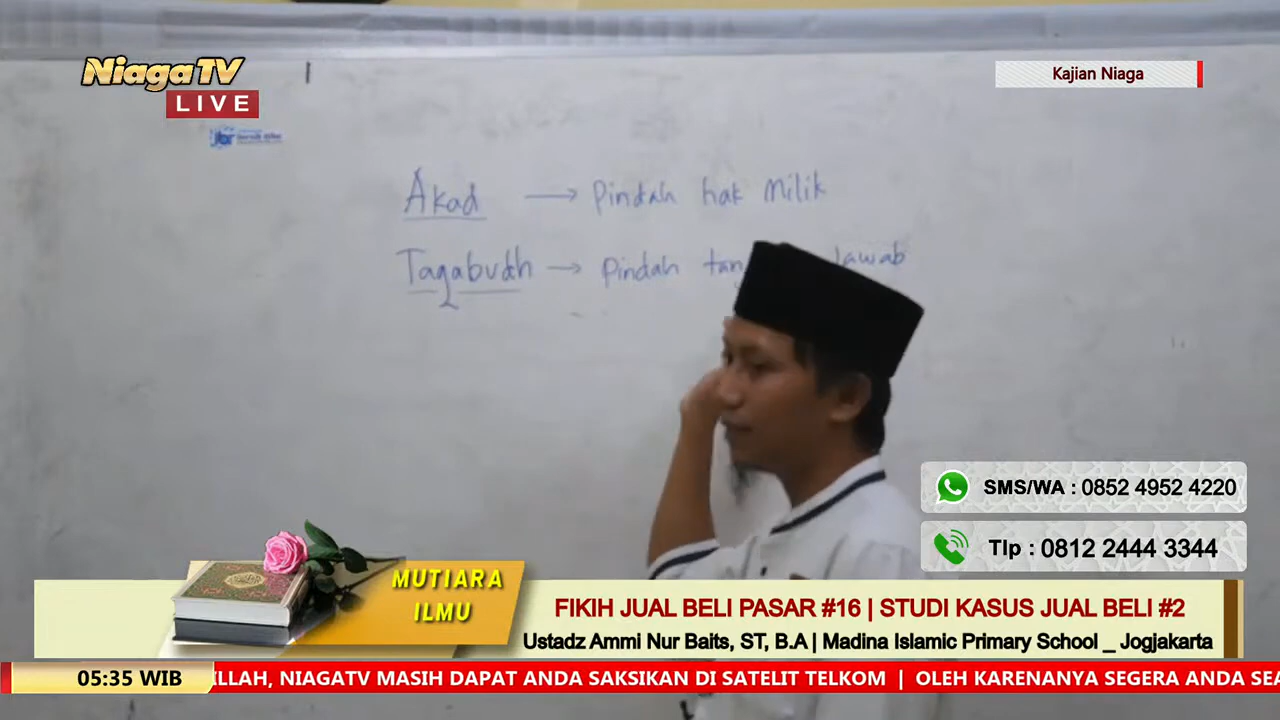 NiagaTV
LIVE
Kajian Niaga
Akad → Pindah hak Milik
Taqabudh → Pindah tan Jawab
SMS/WA : 0852 4952 4220
Tlp : 0812 2444 3344
MUTIARA
ILMU
FIKIH JUAL BELI PASAR #16 | STUDI KASUS JUAL BELI #2
Ustadz Ammi Nur Baits, ST, B.A | Madina Islamic Primary School _ Jogjakarta
05:35 WIB
ILLAH, NIAGATV MASIH DAPAT ANDA SAKSIKAN DI SATELIT TELKOM | OLEH KARENANYA SEGERA ANDA SEA